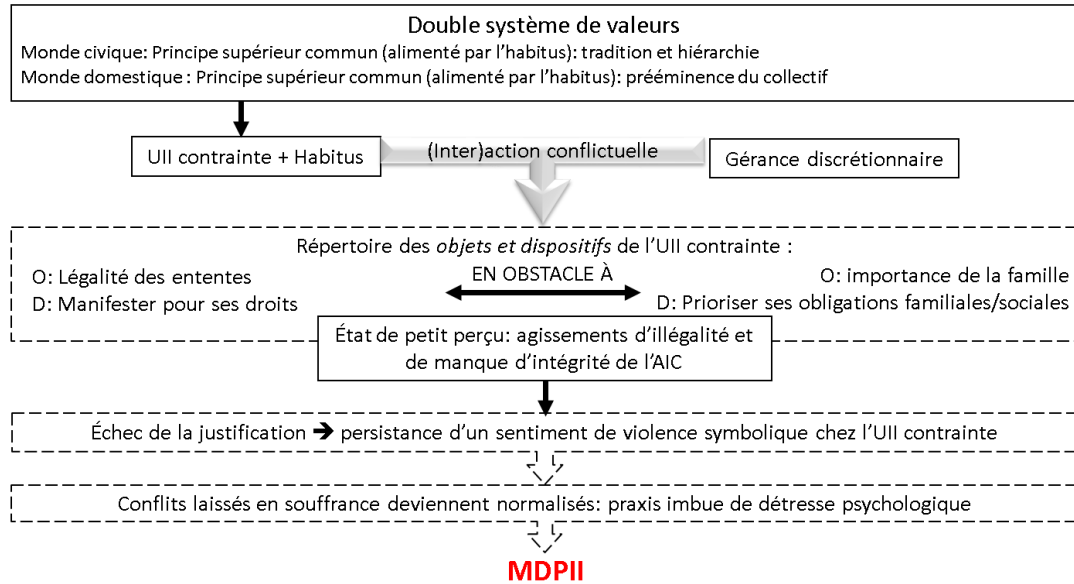 Double système de valeurs
Monde civique: Principe supérieur commun (alimenté par l'habitus): tradition et hiérarchie
Monde domestique : Principe supérieur commun (alimenté par l'habitus): prééminence du collectif
UII contrainte + Habitus
(Inter)action conflictuelle
Gérance discrétionnaire
Répertoire des objets et dispositifs de l'UII contrainte :
O: Légalité des ententes
D: Manifester pour ses droits
EN OBSTACLE À
O: importance de la famille
D: Prioriser ses obligations familiales/sociales
État de petit perçu: agissements d'illégalité et
de manque d'intégrité de l'AIC
Échec de la justification ➔ persistance d'un sentiment de violence symbolique chez l'UII contrainte
Conflits laissés en souffrance deviennent normalisés: praxis imbue de détresse psychologique
MDPII